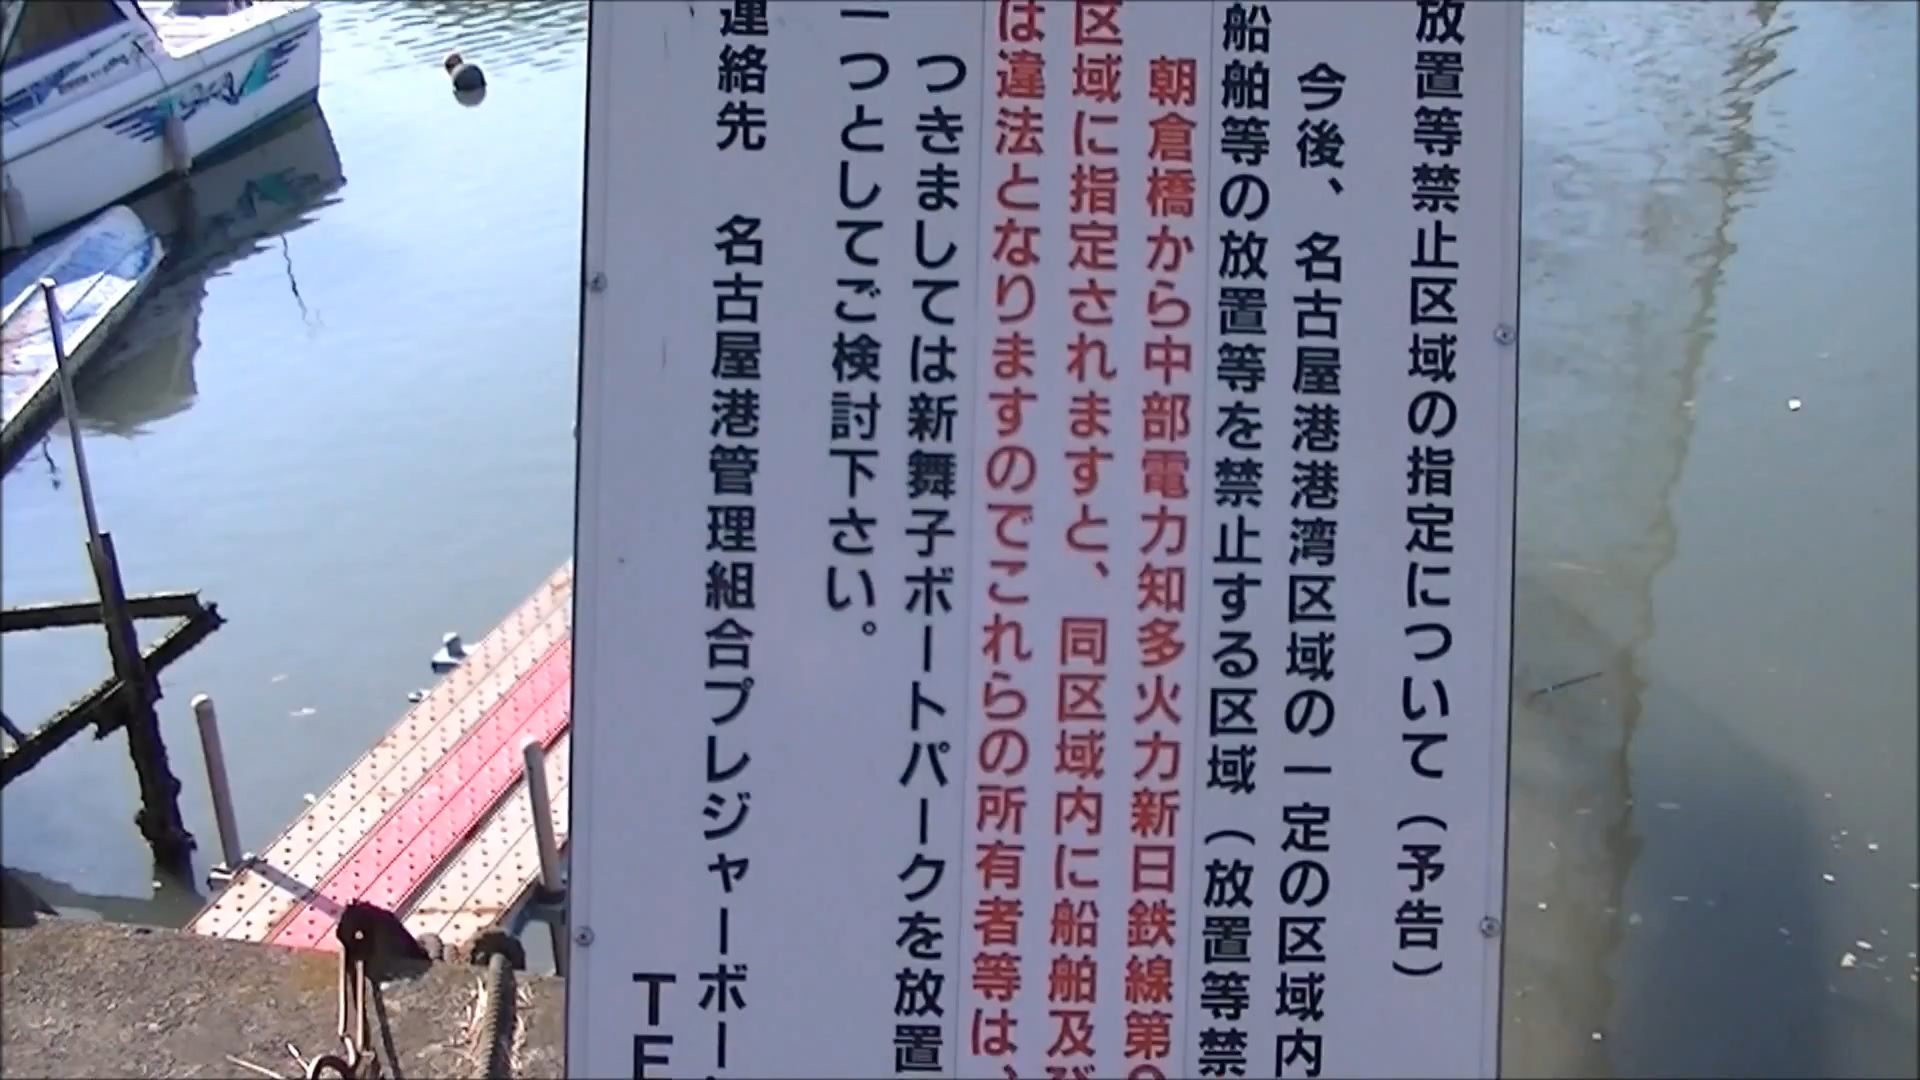 放置等禁止区域の指定について（予告）
今後、名古屋港港湾区域の一定の区域内
船舶等の放置等を禁止する区域（放置等禁
朝倉橋から中部電力知多火力新日鉄線第
区域に指定されますと、同区域内に船舶及び
は違法となりますのでこれらの所有者等は、
つきましては新舞子ボートパークを放置
一つとしてご検討下さい。
連絡先 名古屋港管理組合プレジャーボー
TE